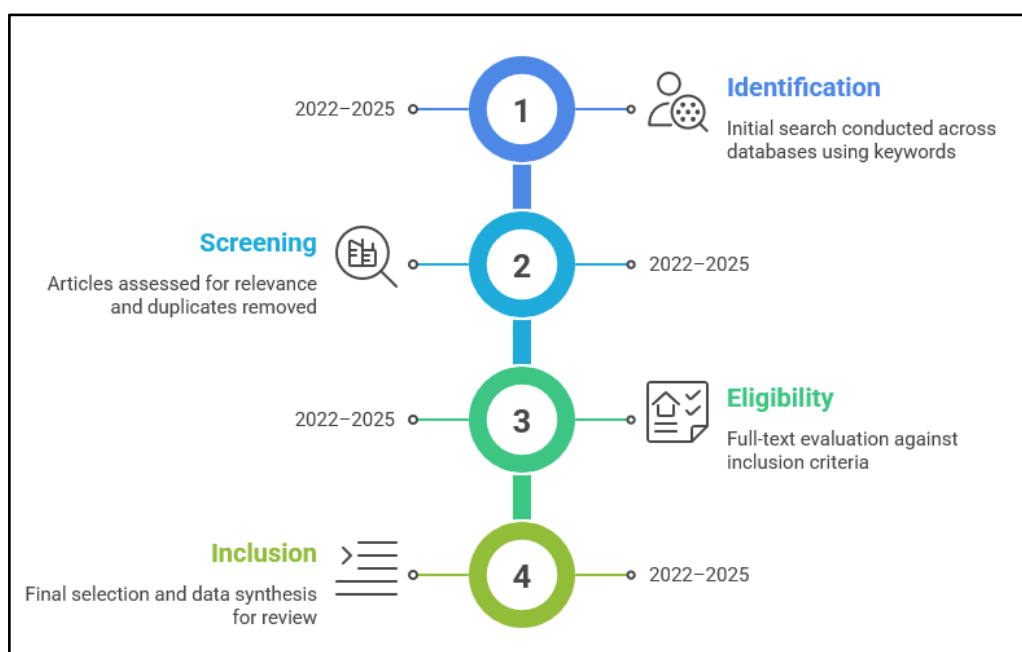 2022–2025
1
Identification
Initial search conducted across
databases using keywords
Screening
Articles assessed for relevance
and duplicates removed
2
2022–2025
2022–2025
3
Eligibility
Full-text evaluation against
inclusion criteria
Inclusion
Final selection and data synthesis
for review
4
2022–2025